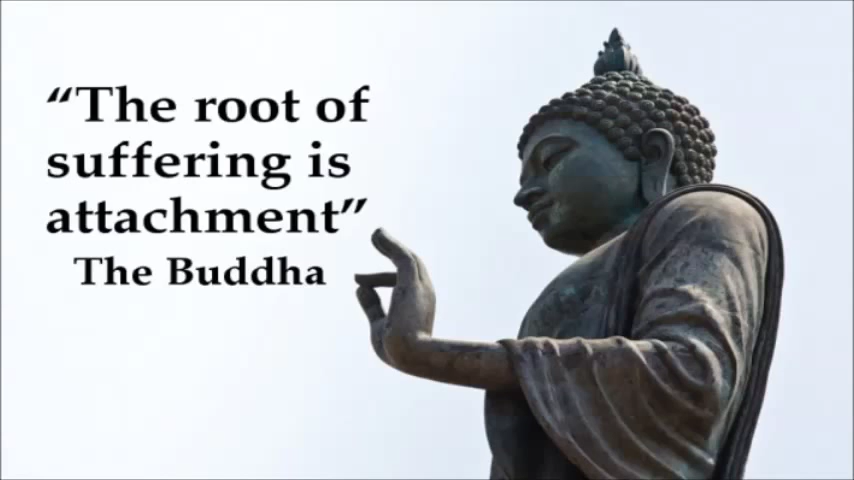 “The root of
suffering is
attachment”
The Buddha